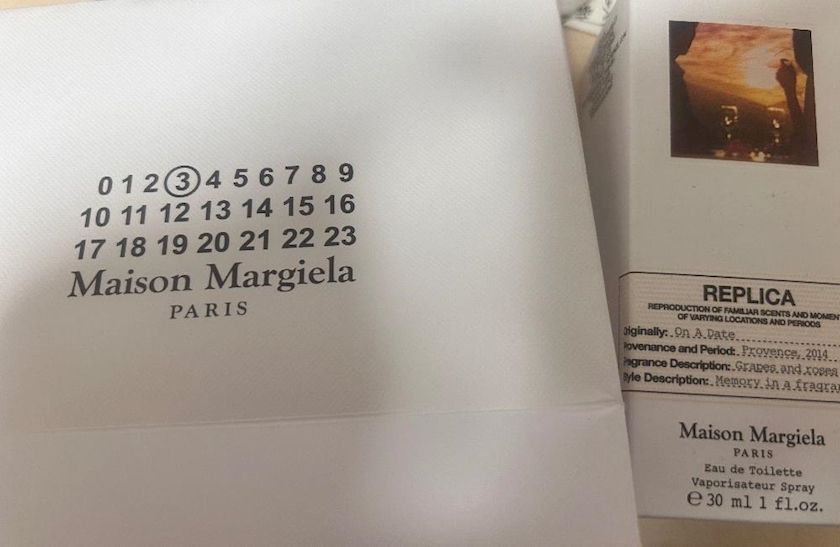 0 1 2 3 4 5 6 7 8 9
10 11 12 13 14 15 16
17 18 19 20 21 22 23
Maison Margiela
PARIS
REPLICA
REPRODUCTION OF FAMILIAR SCENTS AND
OF VARYING LOCATIONS AND PERIODS
On A Date
and Period: Provence, 2014
Description: Grapes and roses
Description: Memory in a
Maison Margiela
PARIS
Eau de Toilette
Vaporisateur Spray
℮ 30 ml 1 fl.oz.